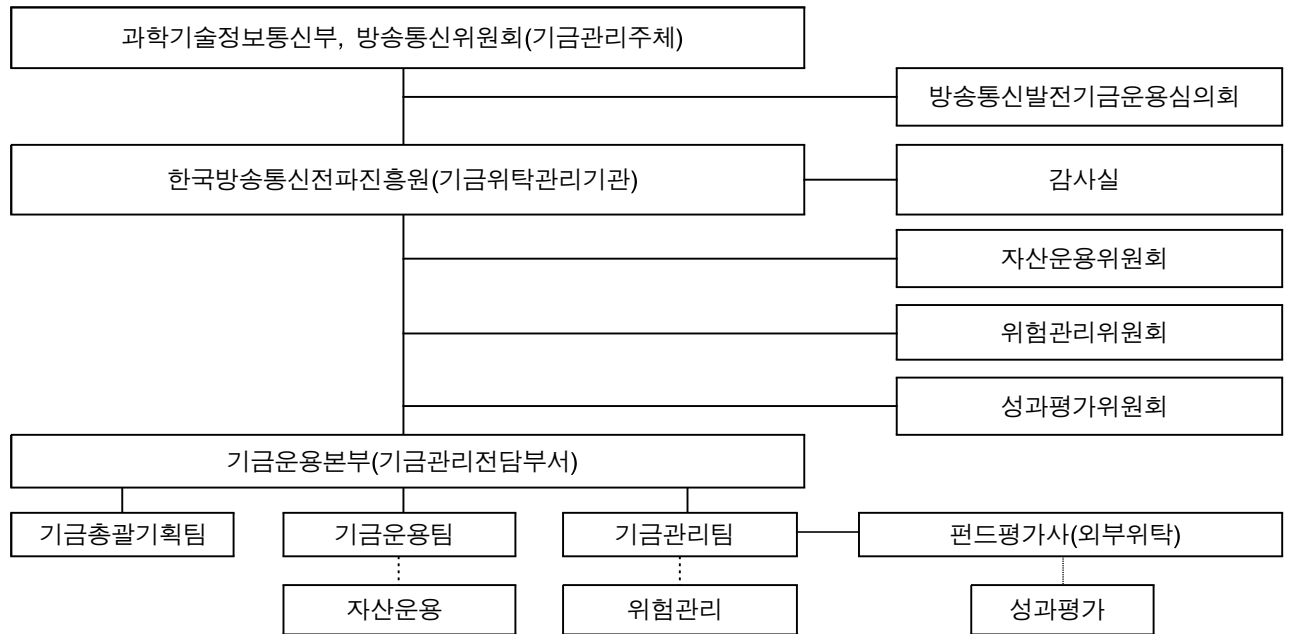 과학기술정보통신부, 방송통신위원회(기금관리주체)
방송통신발전기금운용심의회
한국방송통신전파진흥원(기금위탁관리기관)
감사실
자산운용위원회
위험관리위원회
성과평가위원회
기금운용본부(기금관리전담부서)
기금총괄기획팀
기금운용팀
기금관리팀
펀드평가사(외부위탁)
자산운용
위험관리
성과평가